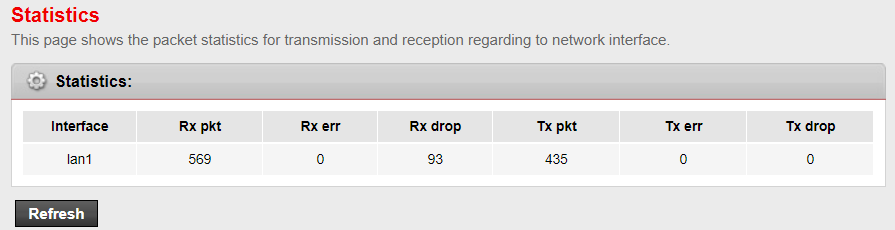 Statistics
This page shows the packet statistics for transmission and reception regarding to network interface.
Statistics:
Interface Rx pkt Rx err Rx drop Tx pkt Tx err Tx drop
lan1 569 0 93 435 0 0
Refresh